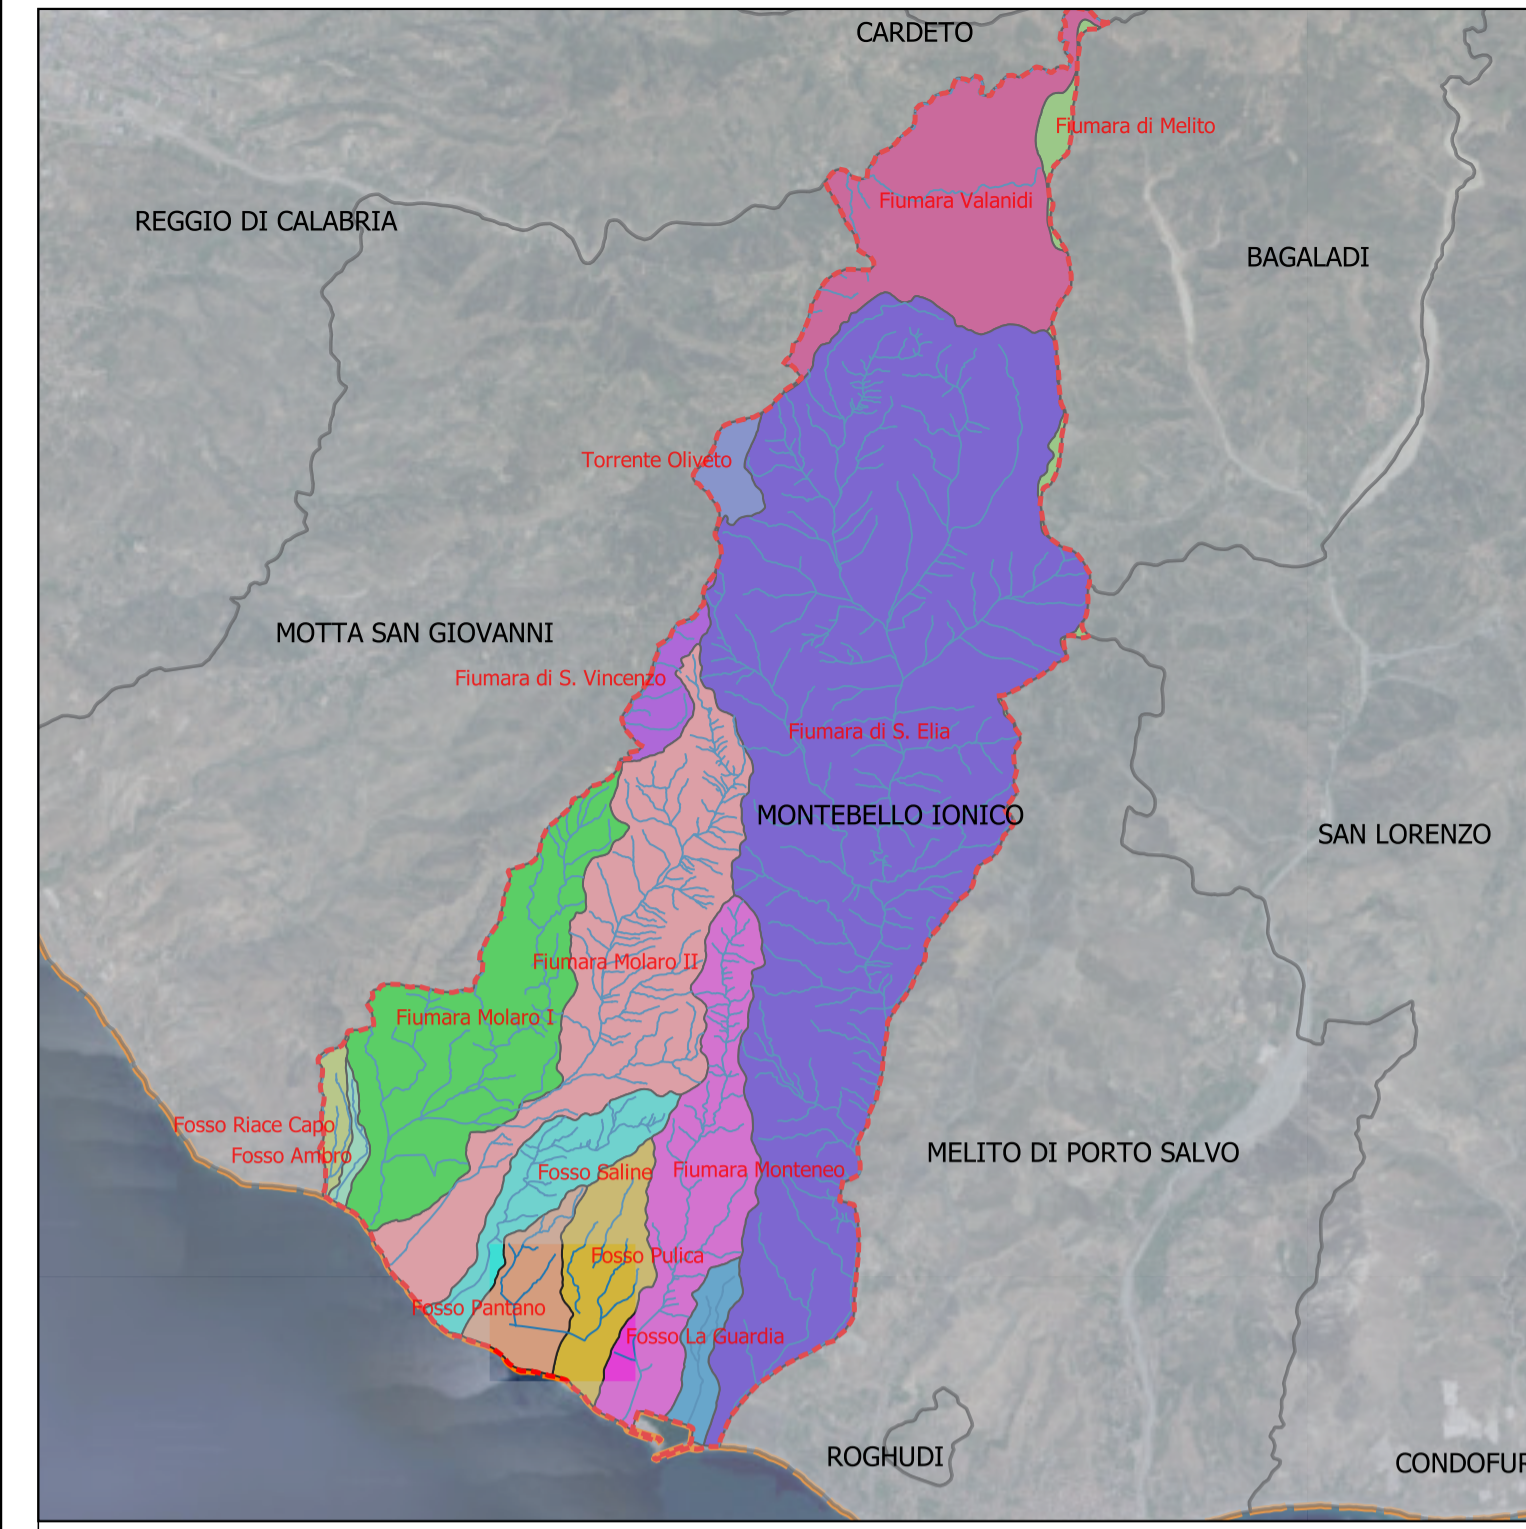 CARDETO
Fiumara di Melito
Fiumara Valanidi
REGGIO DI CALABRIA
BAGALADI
Torrente Oliveto
MOTTA SAN GIOVANNI
Fiumara di S. Vincenzo
Fiumara di S. Elia
MONTEBELLO IONICO
SAN LORENZO
Fiumara Molaro II
Fiumara Molaro I
Fosso Riace Capo
Fosso Ambro
MELITO DI PORTO SALVO
Fosso Saline
Fiumara Monteneo
Fosso Pulica
Fosso Pantano
Fosso La Guardia
ROGHUDI
CONDOFUR